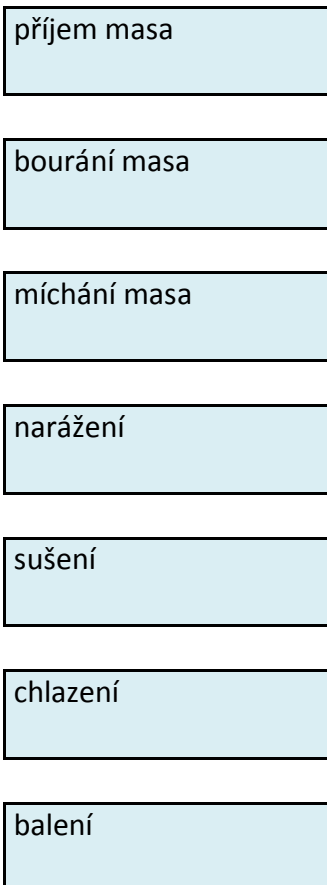 příjem masa
bourání masa
míchání masa
narážení
sušení
chlazení
balení